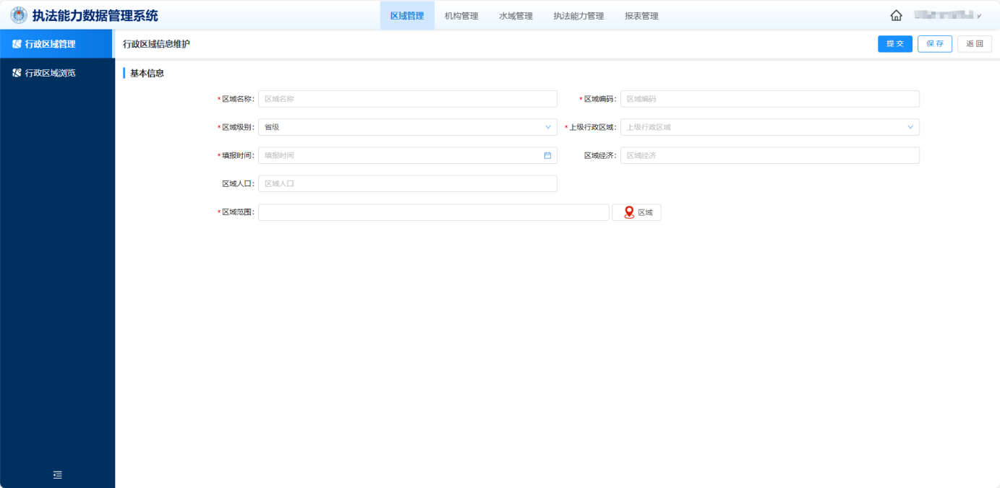 执法能力数据管理系统 区域管理 机构管理 水域管理 执法能力管理 报表管理
行政区域管理
行政区域浏览
行政区域信息维护 提交 保存 返回
基本信息
*区域名称: 区域名称 *区域编码: 区域编码
*区域级别: 省级 *上级行政区域: 上级行政区域
*填报时间: 填报时间 区域经济: 区域经济
区域人口: 区域人口
*区域范围: 区域